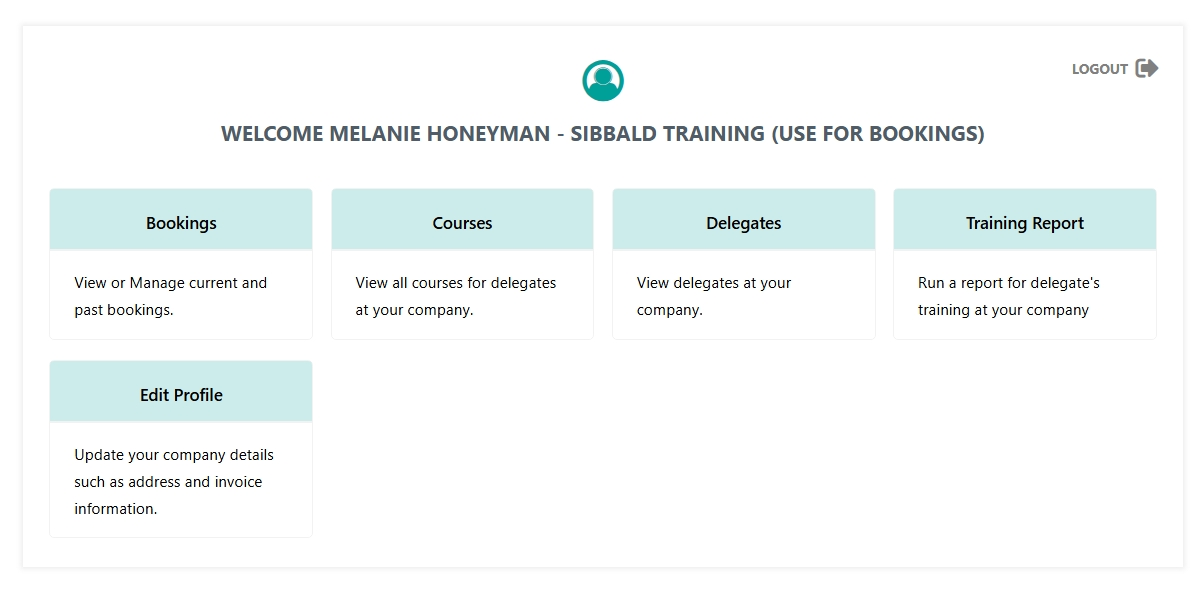 LOGOUT
WELCOME MELANIE HONEYMAN - SIBBALD TRAINING (USE FOR BOOKINGS)
Bookings
View or Manage current and
past bookings.
Courses
View all courses for delegates
at your company.
Delegates
View delegates at your
company.
Training Report
Run a report for delegate's
training at your company
Edit Profile
Update your company details
such as address and invoice
information.